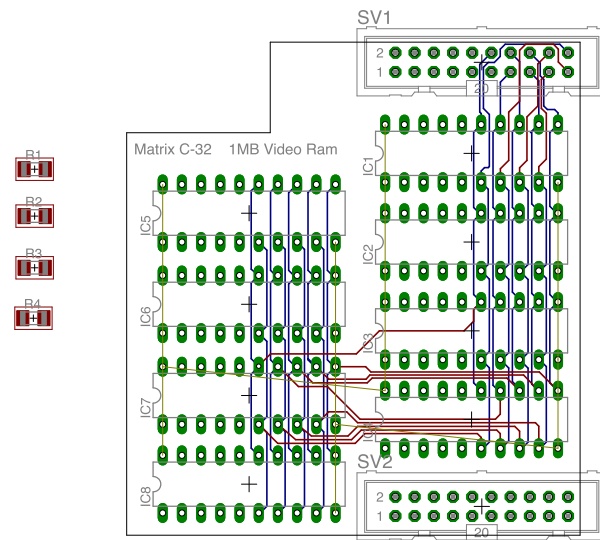 SV1
2
1
20
R1
Matrix C-32 1MB Video Ram
IC1
R2
IC5
IC2
R3
IC6
R4
IC3
IC7
SV2
IC8
2
1
20